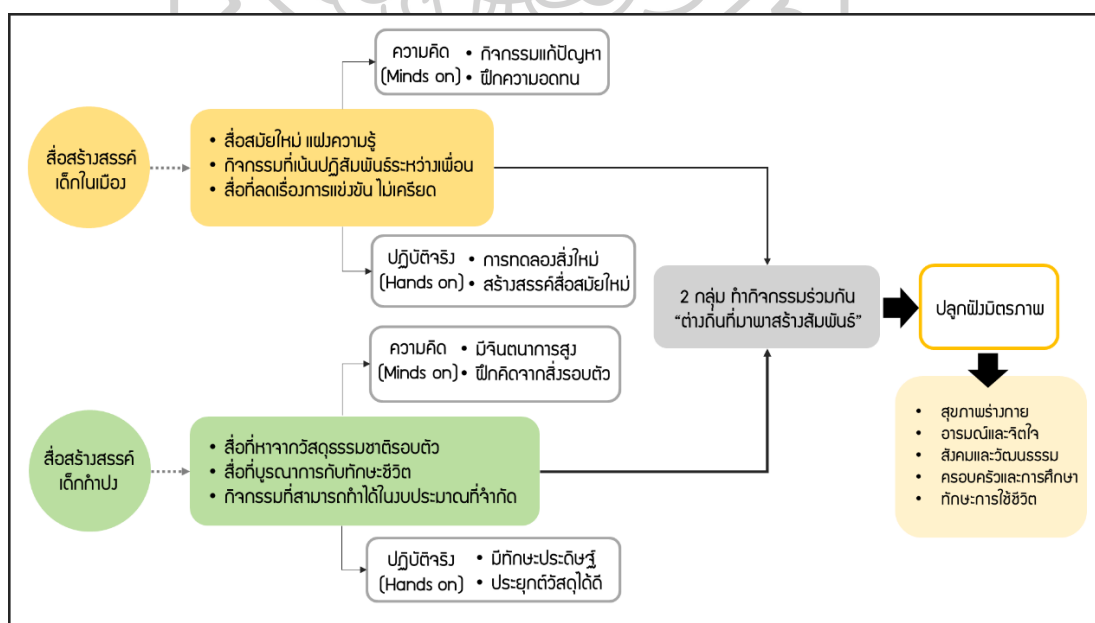 ความคิด
(Minds on)
• กิจกรรมแก้ปัญหา
• ฝึกความอดทน
สื่อสร้างสรรค์
เด็กในเมือง
• สื่อสมัยใหม่ แฝงความรู้
• กิจกรรมที่เน้นปฏิสัมพันธ์ระหว่างเพื่อน
• สื่อที่ลดเรื่องการแข่งขัน ไม่เครียด
ปฏิบัติจริง
(Hands on)
• การทดลองสิ่งใหม่
• สร้างสรรค์สื่อสมัยใหม่
ความคิด
(Minds on)
• มีจินตนาการสูง
• ฝึกคิดจากสิ่งรอบตัว
สื่อสร้างสรรค์
เด็กกำปง
• สื่อที่หาจากวัสดุธรรมชาติรอบตัว
• สื่อที่บูรณาการกับทักษะชีวิต
• กิจกรรมที่สามารถทำได้ในงบประมาณที่จำกัด
ปฏิบัติจริง
(Hands on)
• มีทักษะประดิษฐ์
• ประยุกต์วัสดุได้ดี
2 กลุ่ม ทำกิจกรรมร่วมกัน
“ต่างถิ่นที่มาพาสร้างสัมพันธ์”
ปลูกฝังมิตรภาพ
• สุขภาพร่างกาย
• อารมณ์และจิตใจ
• สังคมและวัฒนธรรม
• ครอบครัวและการศึกษา
• ทักษะการใช้ชีวิต